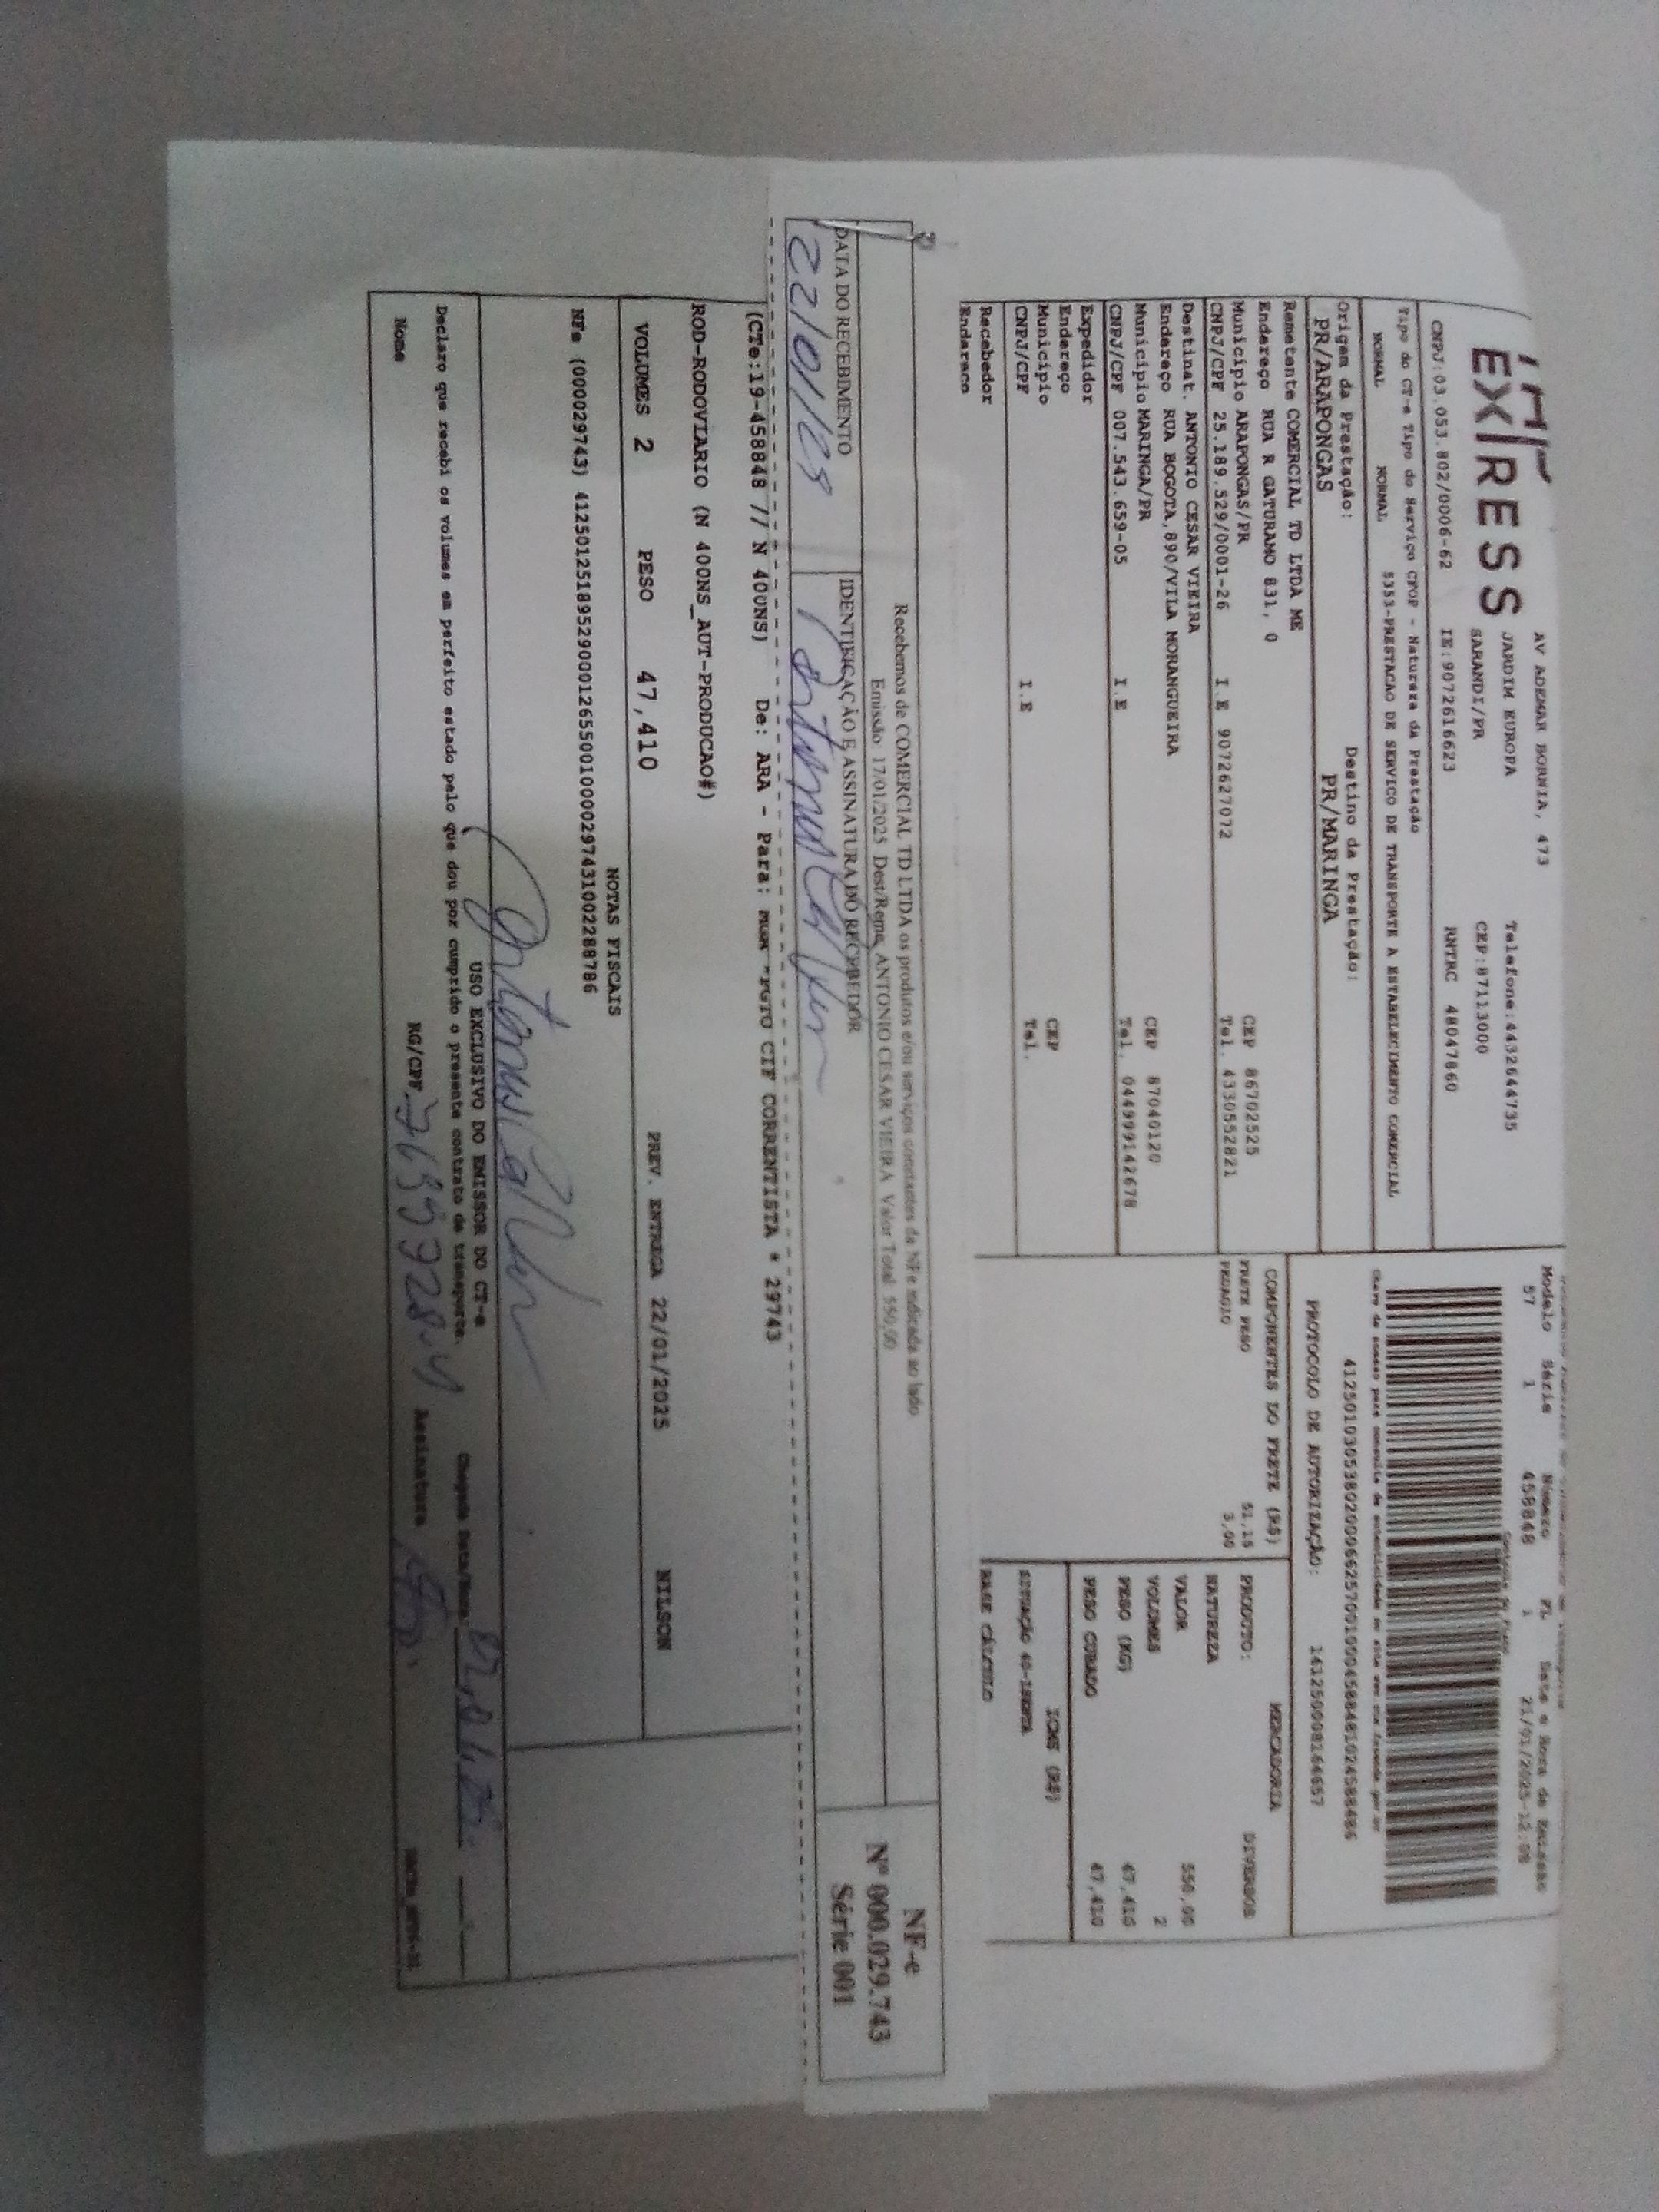 EXPRESS
AV ADEMAR BORNIA, 473
JARDIM EUROPA
SARANDI/PR
Telefone:4432644735
CEP:87113000
CNPJ:03.053.802/0006-62 IE:9072616623 RNTRC 48047860
Tipo do CT-e Tipo do Serviço CFOP - Natureza da Prestação
NORMAL NORMAL 5353-PRESTACAO DE SERVICO DE TRANSPORTE A ESTABELECIMENTO COMERCIAL
Origem da Prestação: Destino da Prestação:
PR/ARAPONGAS PR/MARINGA
Remetente COMERCIAL TD LTDA ME
Endereço RUA R GATURAMO 831, 0
Município ARAPONGAS/PR CEP 86702525
CNPJ/CPF 25.189.529/0001-26 I.E 9072627072 Tel. 4330552821
Destinat. ANTONIO CESAR VIEIRA
Endereço RUA BOGOTA,890/VILA MORANGUEIRA
Município MARINGA/PR CEP 87040120
CNPJ/CPF 007.543.659-05 I.E Tel. 044999142678
Expedidor
Endereço
Município CEP
CNPJ/CPF I.E Tel.
Recebedor
Endereço
Modelo Série Número FL Data e Hora de Emissão
57 1 458848 1 21/01/2025-12:08
41250103053802000662570010004588481024588486
PROTOCOLO DE AUTORIZAÇÃO: 141250008164657
COMPONENTES DO FRETE (R$)
FRETE PESO 51,15
PEDAGIO 3,00
MERCADORIA
PRODUTO: DIVERSOS
NATUREZA
VALOR 550,00
VOLUMES 2
PESO (KG) 47,410
PESO CUBADO 47,410
ICMS (R$)
SITUAÇÃO 40-ISENTA
BASE CÁLCULO
Recebemos de COMERCIAL TD LTDA os produtos e/ou serviços constantes da NFe indicada ao lado
Emissão 17/01/2025 Dest/Reme ANTONIO CESAR VIEIRA Valor Total 550,00
DATA DO RECEBIMENTO IDENTIFICAÇÃO E ASSINATURA DO RECEBEDOR
22/01/25
NF-e
Nº 000.029.743
Série 001
(CTe:19-458848 // N 400NS) De: ARA - Para: CIF CORRENTISTA * 29743
ROD-RODOVIARIO (N 400NS_AUT-PRODUCAO#)
VOLUMES 2 PESO 47,410 PREV. ENTREGA 22/01/2025 NILSON
NOTAS FISCAIS
NFe (000029743) 41250125189529000126550010000297431002288786
USO EXCLUSIVO DO EMISSOR DO CT-e
Declaro que recebi os volumes em perfeito estado pelo que dou por cumprido o presente contrato de transporte. Chegada Data/Hora
Nome RG/CPF Assinatura